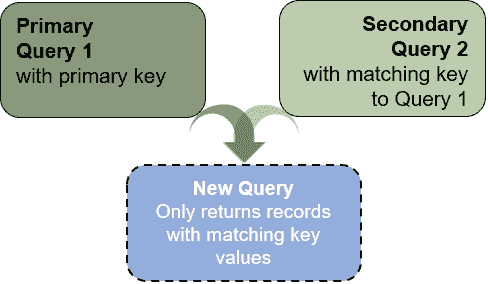 Primary
Query 1
with primary key
Secondary
Query 2
with matching key
to Query 1
New Query
Only returns records
with matching key
values